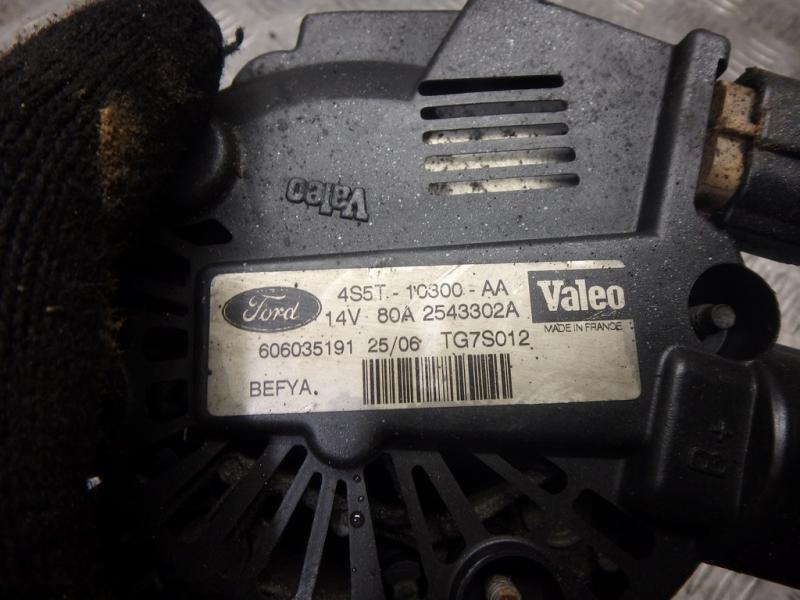 Valeo
Ford
4S5T-10300-AA
14V 80A 2543302A
Valeo
MADE IN FRANCE
606035191 25/06 TG7S012
BEFYA.
B+